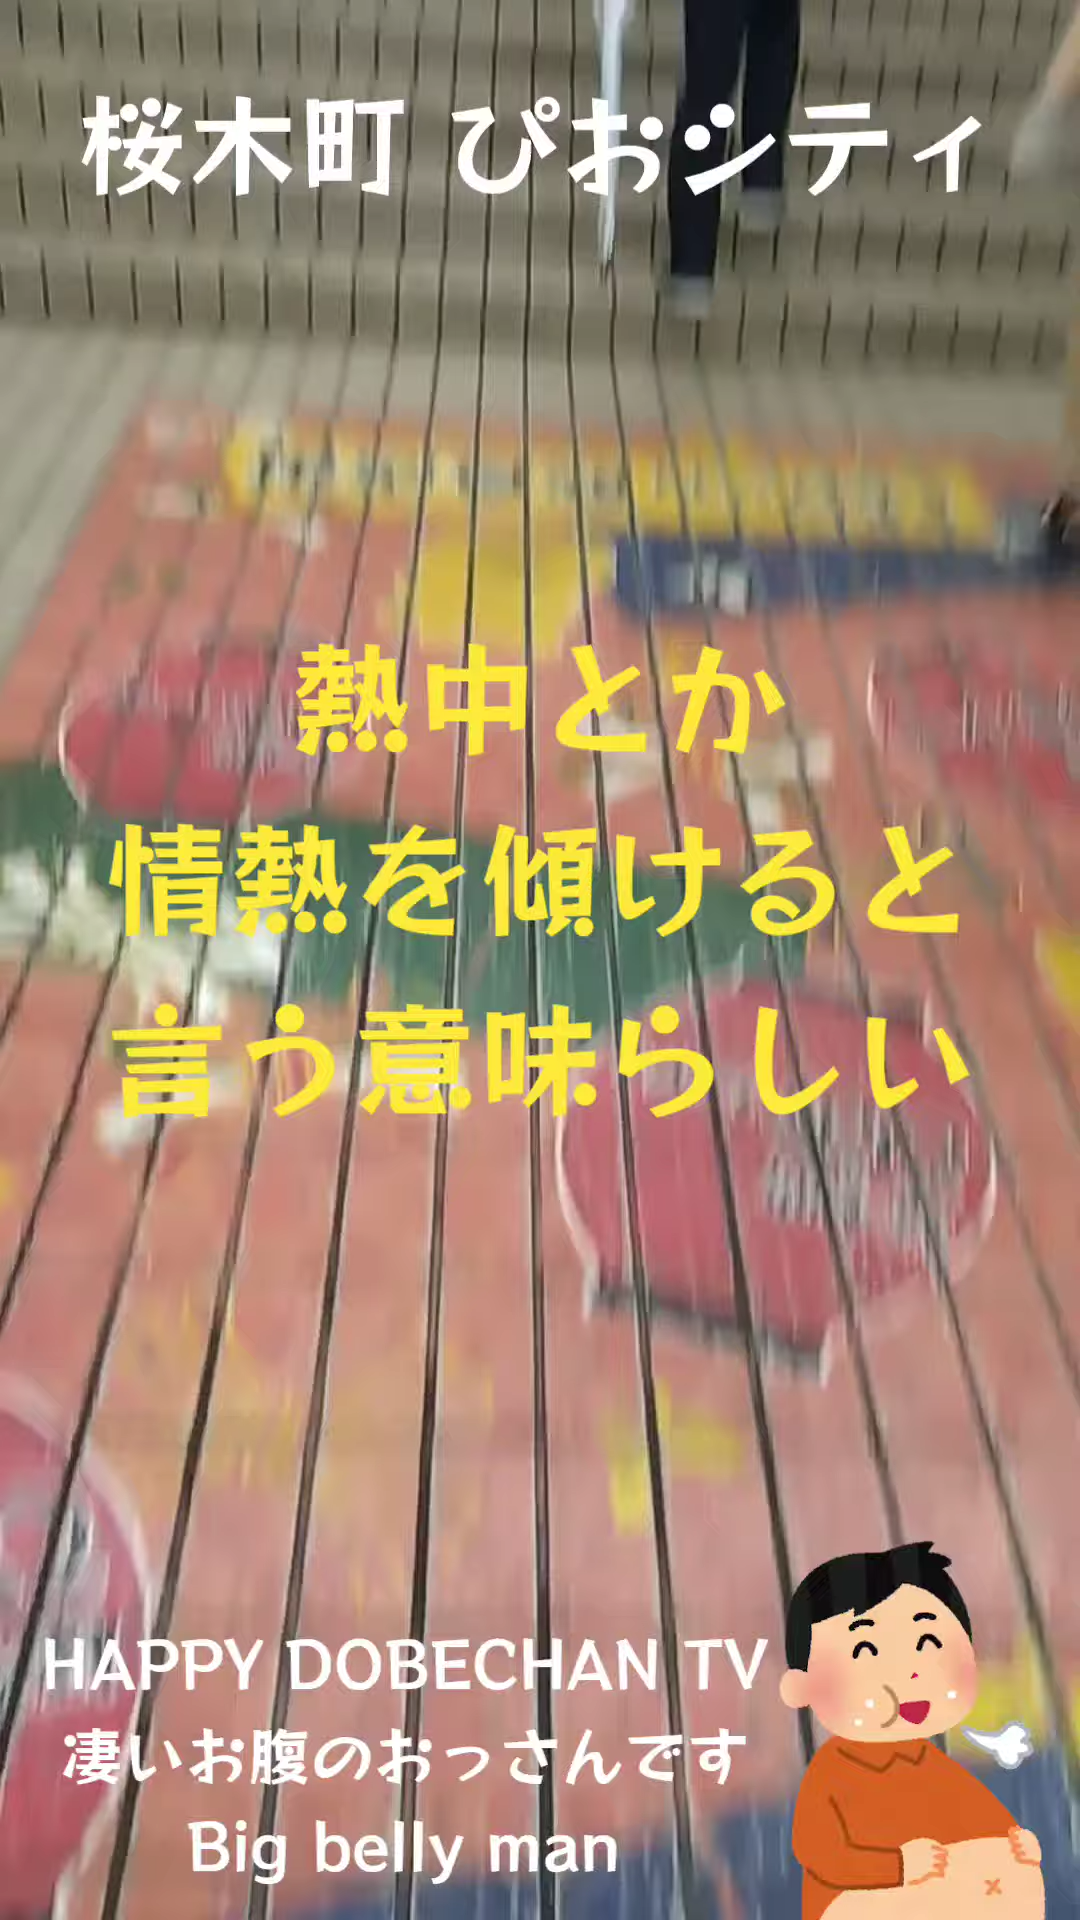 桜木町 ぴおシティ
熱中とか
情熱を傾けると
言う意味らしい
HAPPY DOBECHAN TV
凄いお腹のおっさんです
Big belly man